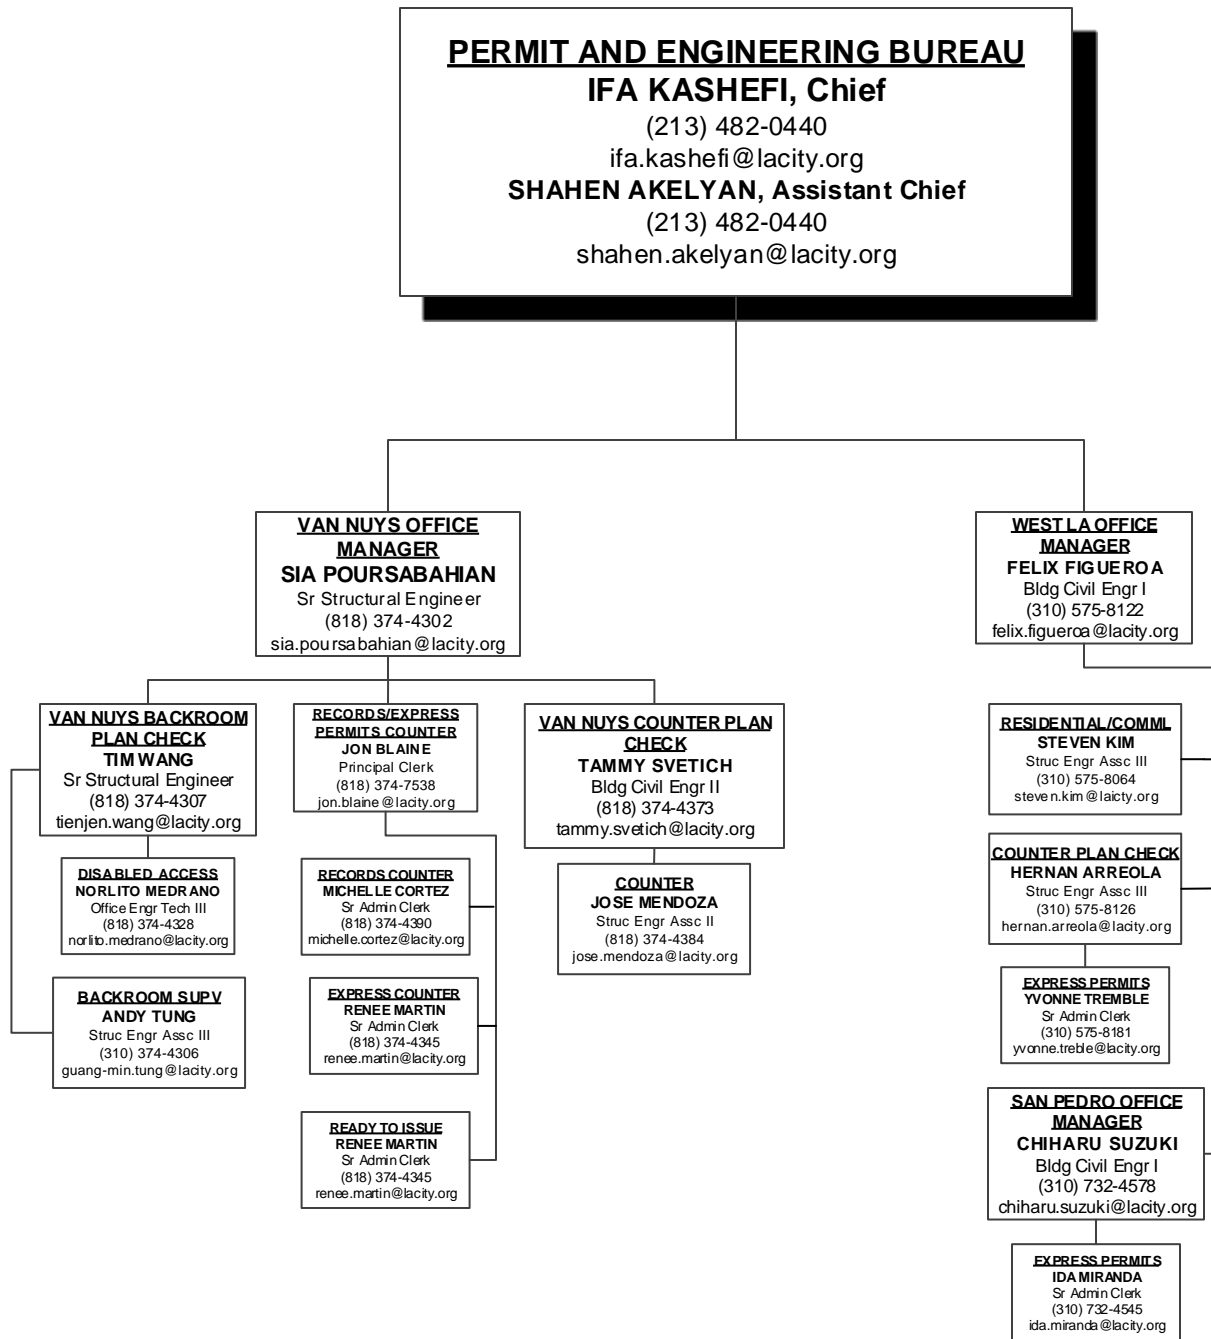 PERMIT AND ENGINEERING BUREAU
IFA KASHEFI, Chief
(213) 482-0440
ifa.kashefi@lacity.org
SHAHEN AKELYAN, Assistant Chief
(213) 482-0440
shahen.akelyan@lacity.org
VAN NUYS OFFICE
MANAGER
SIA POURSABAHIAN
Sr Structural Engineer
(818) 374-4302
sia.poursabahian@lacity.org
WEST LA OFFICE
MANAGER
FELIX FIGUEROA
Bldg Civil Engr I
(310) 575-8122
felix.figueroa@lacity.org
VAN NUYS BACKROOM
PLAN CHECK
TIM WANG
Sr Structural Engineer
(818) 374-4307
tienjen.wang@lacity.org
DISABLED ACCESS
NORLITO MEDRANO
Office Engr Tech III
(818) 374-4328
norlito.medrano@lacity.org
BACKROOM SUPV
ANDY TUNG
Struc Engr Assc III
(310) 374-4306
guang-min.tung@lacity.org
RECORDS/EXPRESS
PERMITS COUNTER
JON BLAINE
Principal Clerk
(818) 374-7538
jon.blaine@lacity.org
RECORDS COUNTER
MICHELLE CORTEZ
Sr Admin Clerk
(818) 374-4390
michelle.cortez@lacity.org
EXPRESS COUNTER
RENEE MARTIN
Sr Admin Clerk
(818) 374-4345
renee.martin@lacity.org
READY TO ISSUE
RENEE MARTIN
Sr Admin Clerk
(818) 374-4345
renee.martin@lacity.org
VAN NUYS COUNTER PLAN
CHECK
TAMMY SVETICH
Bldg Civil Engr II
(818) 374-4373
tammy.svetich@lacity.org
COUNTER
JOSE MENDOZA
Struc Engr Assc II
(818) 374-4384
jose.mendoza@lacity.org
RESIDENTIAL/COMML
STEVEN KIM
Struc Engr Assc III
(310) 575-8064
steven.kim@laicty.org
COUNTER PLAN CHECK
HERNAN ARREOLA
Struc Engr Assc III
(310) 575-8126
hernan.arreola@lacity.org
EXPRESS PERMITS
YVONNE TREMBLE
Sr Admin Clerk
(310) 575-8181
yvonne.treble@lacity.org
SAN PEDRO OFFICE
MANAGER
CHIHARU SUZUKI
Bldg Civil Engr I
(310) 732-4578
chiharu.suzuki@lacity.org
EXPRESS PERMITS
IDA MIRANDA
Sr Admin Clerk
(310) 732-4545
ida.miranda@lacity.org